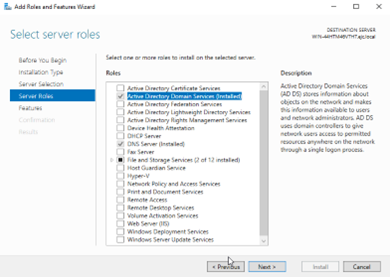 Add Roles and Features Wizard
Select server roles
DESTINATION SERVER
Before You Begin
Installation Type
Server Selection
Server Roles
Features
Confirmation
Results
Select one or more roles to install on the selected server.
Roles
Active Directory Certificate Services
Active Directory Domain Services (Installed)
Active Directory Federation Services
Active Directory Lightweight Directory Services
Active Directory Rights Management Services
Device Health Attestation
DHCP Server
DNS Server (Installed)
Fax Server
File and Storage Services (2 of 12 installed)
Host Guardian Service
Hyper-V
Network Policy and Access Services
Print and Document Services
Remote Access
Remote Desktop Services
Volume Activation Services
Web Server (IIS)
Windows Deployment Services
Windows Server Update Services
Description
Active Directory Domain Services
(AD DS) stores information about
objects on the network and makes
this information available to users
and network administrators. AD DS
uses domain controllers to give
network users access to permitted
resources anywhere on the network
through a single logon process.
< Previous
Next >
Install
Cancel